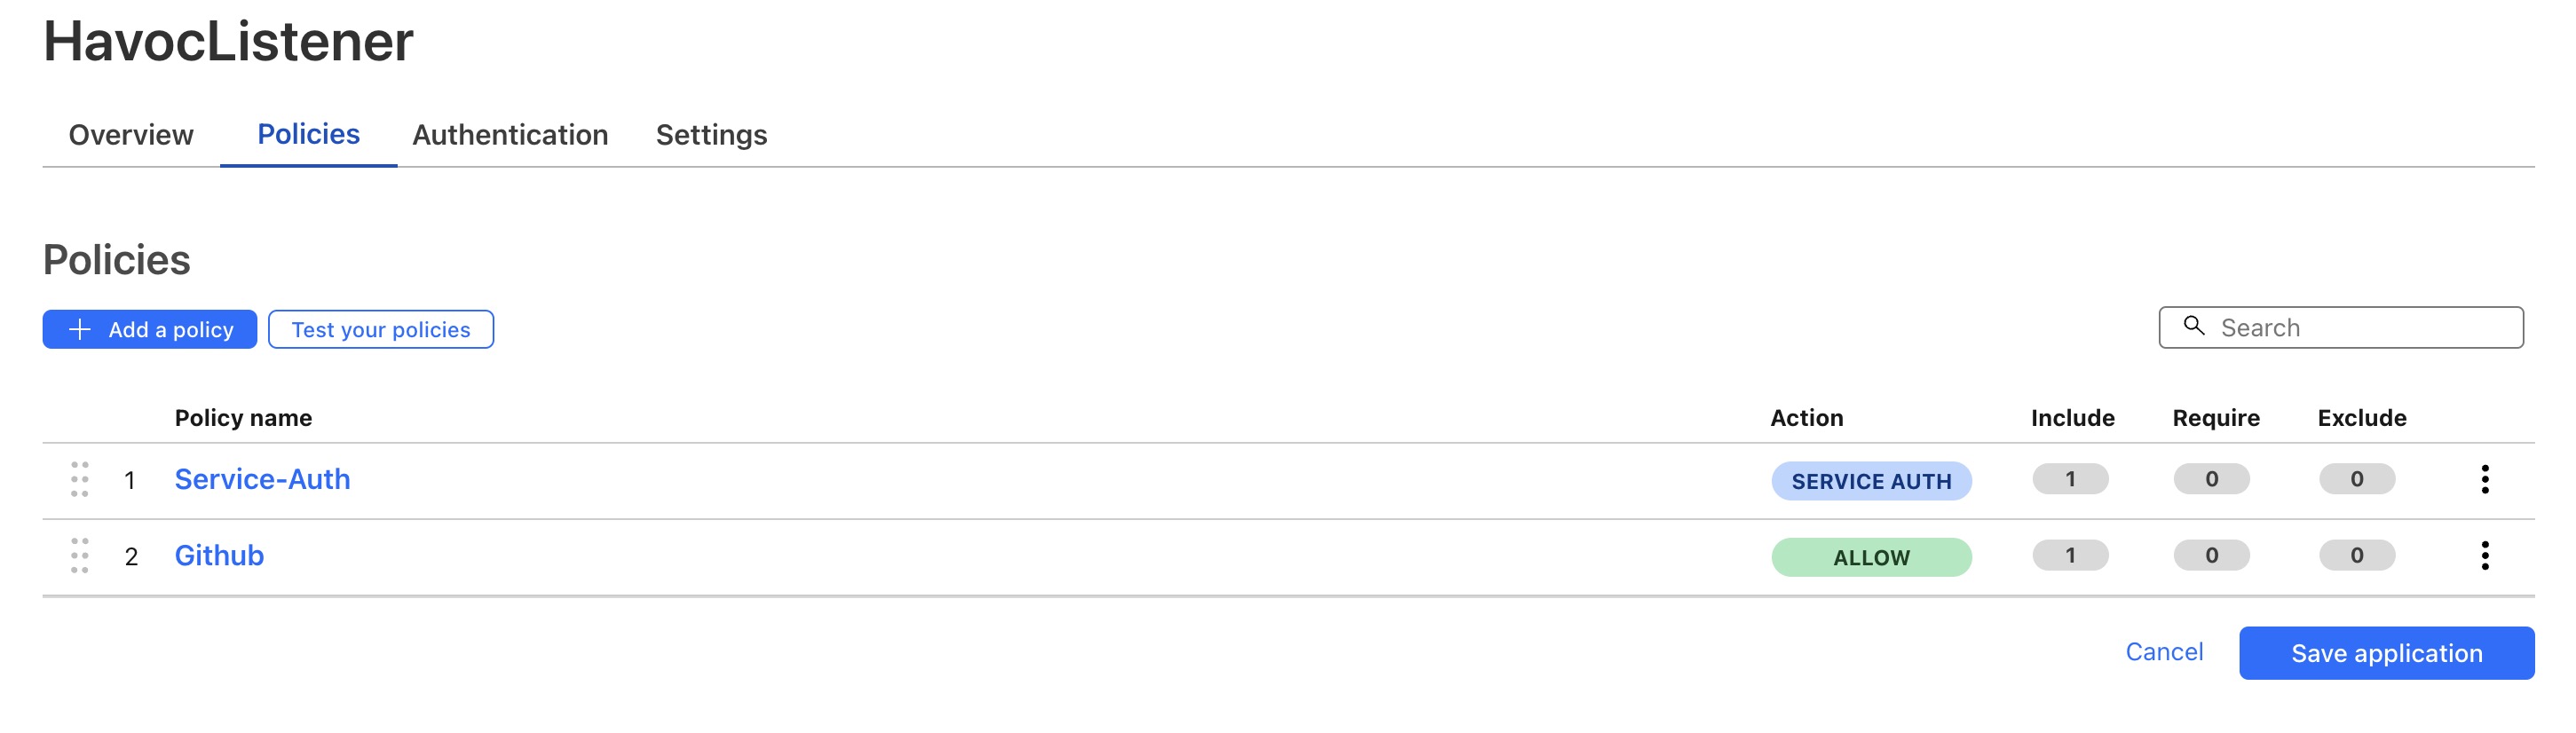 HavocListener
Overview Policies Authentication Settings
Policies
Add a policy Test your policies Search
Policy name Action Include Require Exclude
1 Service-Auth SERVICE AUTH 1 0 0
2 Github ALLOW 1 0 0
Cancel Save application